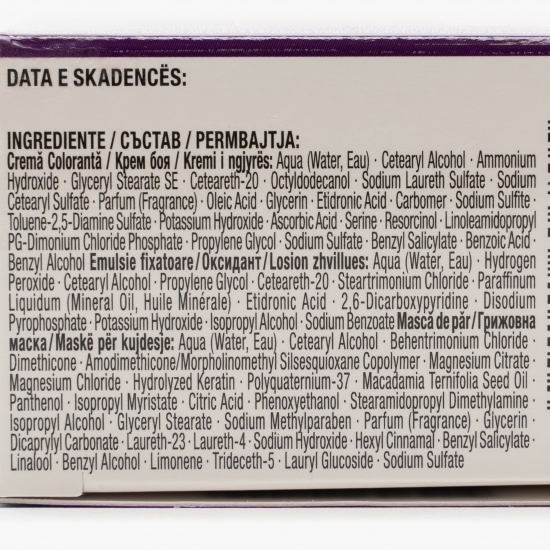 DATA E SKADENCËS:
INGREDIENTE / СЪСТАВ / PERMBAJTJA:
Cremă Colorantă / Крем боя / Kremi i ngjyrës: Aqua (Water, Eau) · Cetearyl Alcohol · Ammonium
Hydroxide · Glyceryl Stearate SE · Ceteareth-20 · Octyldodecanol · Sodium Laureth Sulfate · Sodium
Cetearyl Sulfate · Parfum (Fragrance) · Oleic Acid · Glycerin · Etidronic Acid · Carbomer · Sodium Sulfite ·
Toluene-2,5-Diamine Sulfate · Potassium Hydroxide · Ascorbic Acid · Serine · Resorcinol · Linoleamidopropyl
PG-Dimonium Chloride Phosphate · Propylene Glycol · Sodium Sulfate · Benzyl Salicylate · Benzoic Acid ·
Benzyl Alcohol Emulsie fixatoare / Оксидант / Losion zhvillues: Aqua (Water, Eau) · Hydrogen
Peroxide · Cetearyl Alcohol · Propylene Glycol · Ceteareth-20 · Steartrimonium Chloride · Paraffinum
Liquidum (Mineral Oil, Huile Minérale) · Etidronic Acid · 2,6-Dicarboxypyridine · Disodium
Pyrophosphate · Potassium Hydroxide · Isopropyl Alcohol · Sodium Benzoate Mască de păr / Грижовна
маска / Maskë për kujdesje: Aqua (Water, Eau) · Cetearyl Alcohol · Behentrimonium Chloride ·
Dimethicone · Amodimethicone/Morpholinomethyl Silsesquioxane Copolymer · Magnesium Citrate ·
Magnesium Chloride · Hydrolyzed Keratin · Polyquaternium-37 · Macadamia Ternifolia Seed Oil ·
Panthenol · Isopropyl Myristate · Citric Acid · Phenoxyethanol · Stearamidopropyl Dimethylamine ·
Isopropyl Alcohol · Glyceryl Stearate · Sodium Methylparaben · Parfum (Fragrance) · Glycerin ·
Dicaprylyl Carbonate · Laureth-23 · Laureth-4 · Sodium Hydroxide · Hexyl Cinnamal · Benzyl Salicylate ·
Linalool · Benzyl Alcohol · Limonene · Trideceth-5 · Lauryl Glucoside · Sodium Sulfate